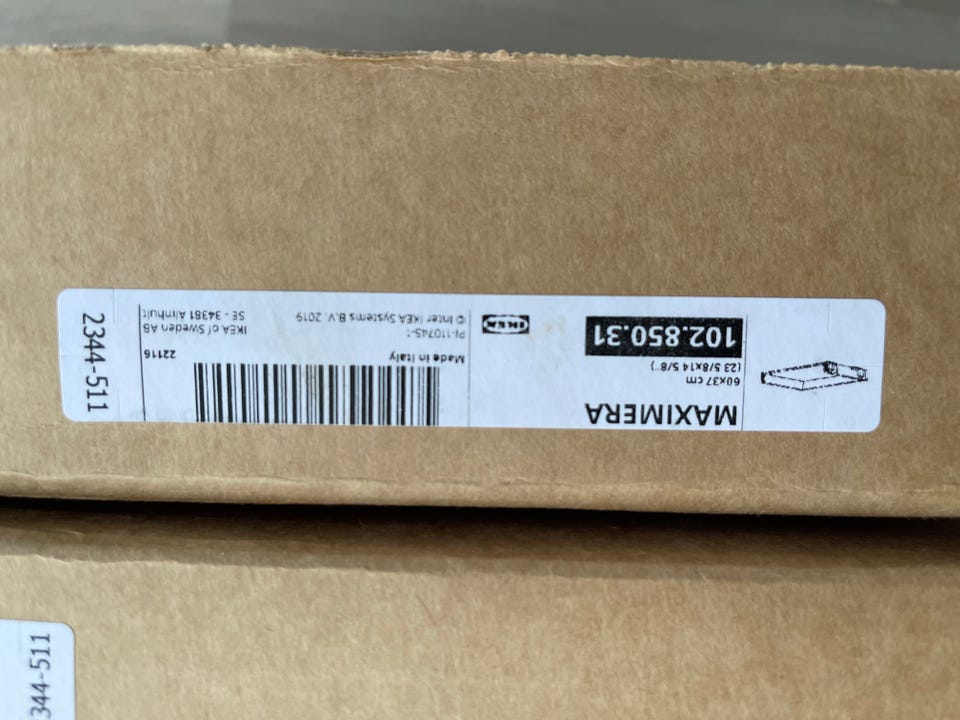 MAXIMERA
60x37 cm
(23 5/8x14 5/8")
102.850.31
IKEA
Made in Italy
PI-110745-1
© Inter IKEA Systems B.V. 2019
22116
IKEA of Sweden AB
SE - 34381 Älmhult
2344-511
344-511